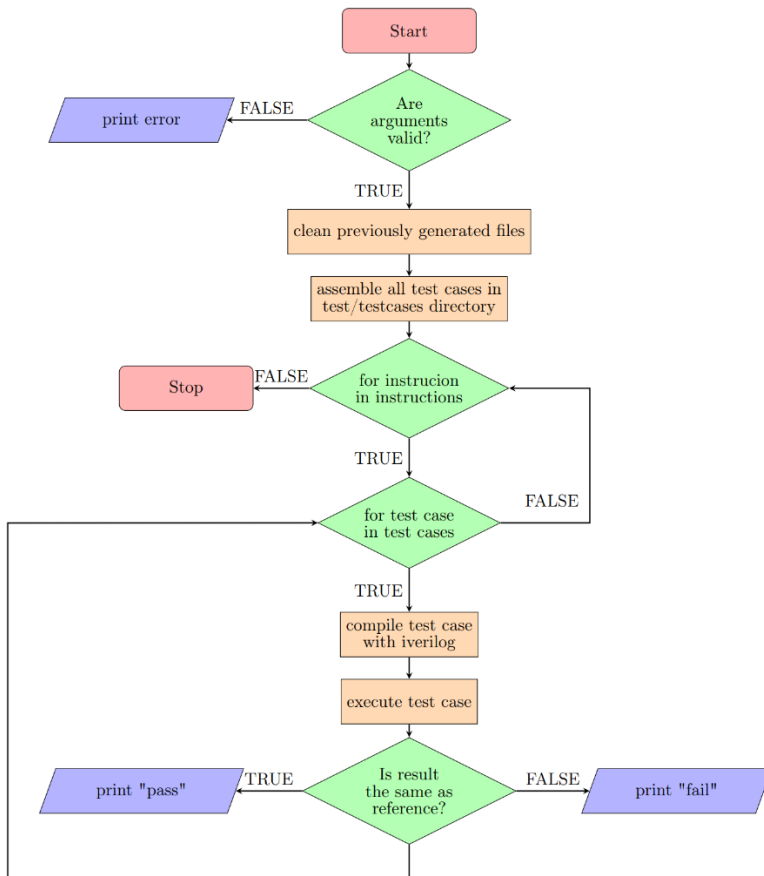 Start
Are
arguments
valid?
FALSE
print error
TRUE
clean previously generated files
assemble all test cases in
test/testcases directory
for instrucion
in instructions
FALSE
Stop
TRUE
for test case
in test cases
FALSE
TRUE
compile test case
with iverilog
execute test case
Is result
the same as
reference?
TRUE
print "pass"
FALSE
print "fail"